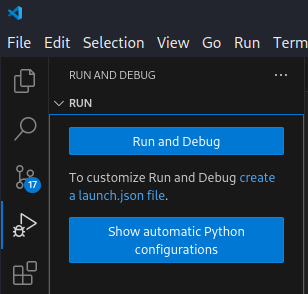 File Edit Selection View Go Run Term
RUN AND DEBUG ···
RUN
Run and Debug
To customize Run and Debug create
a launch.json file.
17
Show automatic Python
configurations